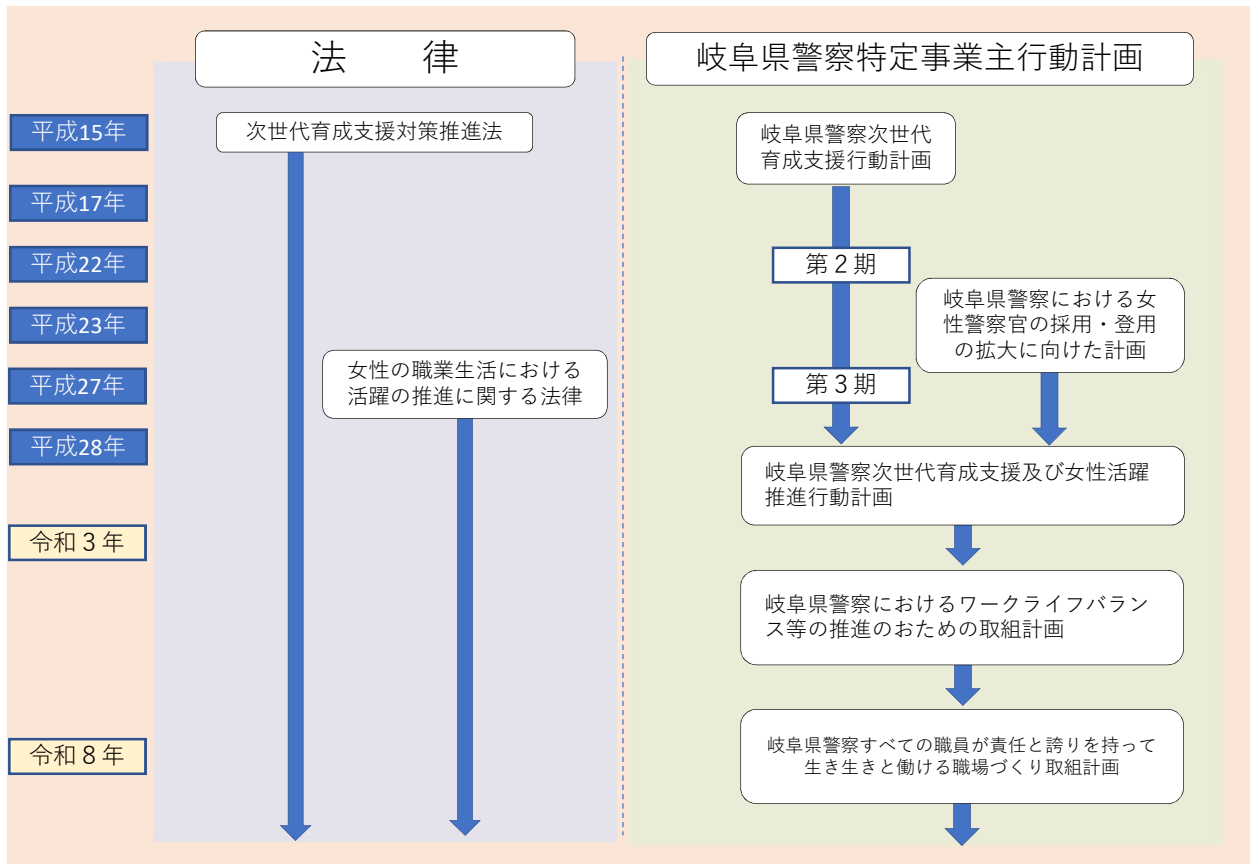 法　　律
岐阜県警察特定事業主行動計画
平成15年
次世代育成支援対策推進法
岐阜県警察次世代
育成支援行動計画
平成17年
平成22年
第２期
岐阜県警察における女
性警察官の採用・登用
の拡大に向けた計画
平成23年
女性の職業生活における
活躍の推進に関する法律
平成27年
第３期
平成28年
岐阜県警察次世代育成支援及び女性活躍
推進行動計画
令和３年
岐阜県警察におけるワークライフバラン
ス等の推進のおための取組計画
令和８年
岐阜県警察すべての職員が責任と誇りを持って
生き生きと働ける職場づくり取組計画